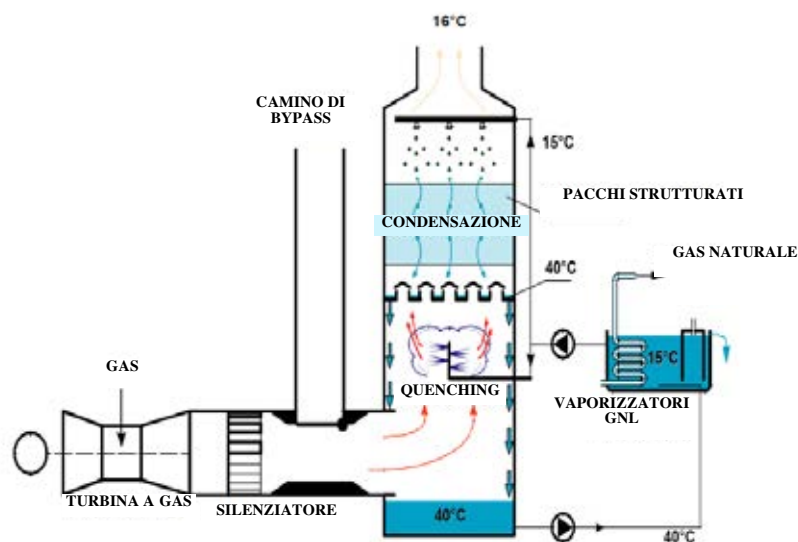 16°C
CAMINO DI
BYPASS
15°C
PACCHI STRUTTURATI
CONDENSAZIONE
GAS NATURALE
40°C
15°C
GAS
QUENCHING
VAPORIZZATORI
GNL
TURBINA A GAS
SILENZIATORE
40°C
40°C